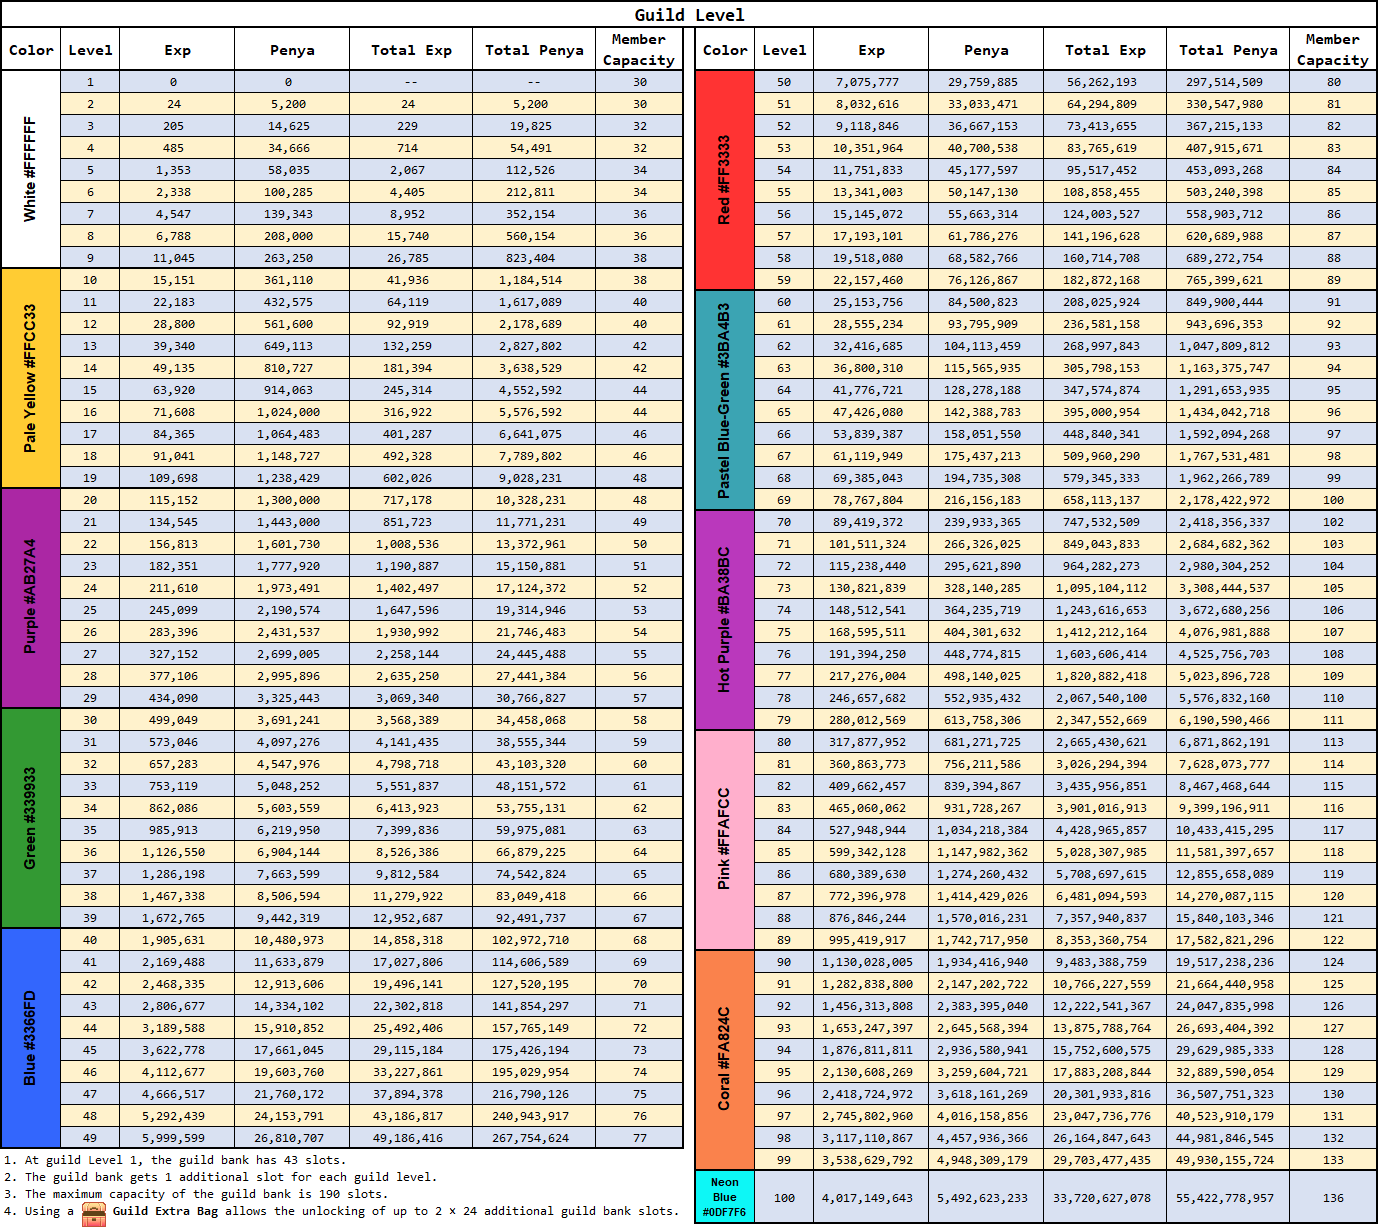 Guild Level
Color Level Exp Penya Total Exp Total Penya Member Capacity
White #FFFFFF
1 0 0 -- -- 30
2 24 5,200 24 5,200 30
3 205 14,625 229 19,825 32
4 485 34,666 714 54,491 32
5 1,353 58,035 2,067 112,526 34
6 2,338 100,285 4,405 212,811 34
7 4,547 139,343 8,952 352,154 36
8 6,788 208,000 15,740 560,154 36
9 11,045 263,250 26,785 823,404 38
Pale Yellow #FFCC33
10 15,151 361,110 41,936 1,184,514 38
11 22,183 432,575 64,119 1,617,089 40
12 28,800 561,600 92,919 2,178,689 40
13 39,340 649,113 132,259 2,827,802 42
14 49,135 810,727 181,394 3,638,529 42
15 63,920 914,063 245,314 4,552,592 44
16 71,608 1,024,000 316,922 5,576,592 44
17 84,365 1,064,483 401,287 6,641,075 46
18 91,041 1,148,727 492,328 7,789,802 46
19 109,698 1,238,429 602,026 9,028,231 48
Purple #AB27A4
20 115,152 1,300,000 717,178 10,328,231 48
21 134,545 1,443,000 851,723 11,771,231 49
22 156,813 1,601,730 1,008,536 13,372,961 50
23 182,351 1,777,920 1,190,887 15,150,881 51
24 211,610 1,973,491 1,402,497 17,124,372 52
25 245,099 2,190,574 1,647,596 19,314,946 53
26 283,396 2,431,537 1,930,992 21,746,483 54
27 327,152 2,699,005 2,258,144 24,445,488 55
28 377,106 2,995,896 2,635,250 27,441,384 56
29 434,090 3,325,443 3,069,340 30,766,827 57
Green #339933
30 499,049 3,691,241 3,568,389 34,458,068 58
31 573,046 4,097,276 4,141,435 38,555,344 59
32 657,283 4,547,976 4,798,718 43,103,320 60
33 753,119 5,048,252 5,551,837 48,151,572 61
34 862,086 5,603,559 6,413,923 53,755,131 62
35 985,913 6,219,950 7,399,836 59,975,081 63
36 1,126,550 6,904,144 8,526,386 66,879,225 64
37 1,286,198 7,663,599 9,812,584 74,542,824 65
38 1,467,338 8,506,594 11,279,922 83,049,418 66
39 1,672,765 9,442,319 12,952,687 92,491,737 67
Blue #3366FD
40 1,905,631 10,480,973 14,858,318 102,972,710 68
41 2,169,488 11,633,879 17,027,806 114,606,589 69
42 2,468,335 12,913,606 19,496,141 127,520,195 70
43 2,806,677 14,334,102 22,302,818 141,854,297 71
44 3,189,588 15,910,852 25,492,406 157,765,149 72
45 3,622,778 17,661,045 29,115,184 175,426,194 73
46 4,112,677 19,603,760 33,227,861 195,029,954 74
47 4,666,517 21,760,172 37,894,378 216,790,126 75
48 5,292,439 24,153,791 43,186,817 240,943,917 76
49 5,999,599 26,810,707 49,186,416 267,754,624 77
1. At guild Level 1, the guild bank has 43 slots.
2. The guild bank gets 1 additional slot for each guild level.
3. The maximum capacity of the guild bank is 190 slots.
4. Using a Guild Extra Bag allows the unlocking of up to 2 × 24 additional guild bank slots.
Color Level Exp Penya Total Exp Total Penya Member Capacity
Red #FF3333
50 7,075,777 29,759,885 56,262,193 297,514,509 80
51 8,032,616 33,033,471 64,294,809 330,547,980 81
52 9,118,846 36,667,153 73,413,655 367,215,133 82
53 10,351,964 40,700,538 83,765,619 407,915,671 83
54 11,751,833 45,177,597 95,517,452 453,093,268 84
55 13,341,003 50,147,130 108,858,455 503,240,398 85
56 15,145,072 55,663,314 124,003,527 558,903,712 86
57 17,193,101 61,786,276 141,196,628 620,689,988 87
58 19,518,080 68,582,766 160,714,708 689,272,754 88
59 22,157,460 76,126,867 182,872,168 765,399,621 89
Pastel Blue-Green #3BA4B3
60 25,153,756 84,500,823 208,025,924 849,900,444 91
61 28,555,234 93,795,909 236,581,158 943,696,353 92
62 32,416,685 104,113,459 268,997,843 1,047,809,812 93
63 36,800,310 115,565,935 305,798,153 1,163,375,747 94
64 41,776,721 128,278,188 347,574,874 1,291,653,935 95
65 47,426,080 142,388,783 395,000,954 1,434,042,718 96
66 53,839,387 158,051,550 448,840,341 1,592,094,268 97
67 61,119,949 175,437,213 509,960,290 1,767,531,481 98
68 69,385,043 194,735,308 579,345,333 1,962,266,789 99
69 78,767,804 216,156,183 658,113,137 2,178,422,972 100
Hot Purple #BA38BC
70 89,419,372 239,933,365 747,532,509 2,418,356,337 102
71 101,511,324 266,326,025 849,043,833 2,684,682,362 103
72 115,238,440 295,621,890 964,282,273 2,980,304,252 104
73 130,821,839 328,140,285 1,095,104,112 3,308,444,537 105
74 148,512,541 364,235,719 1,243,616,653 3,672,680,256 106
75 168,595,511 404,301,632 1,412,212,164 4,076,981,888 107
76 191,394,250 448,774,815 1,603,606,414 4,525,756,703 108
77 217,276,004 498,140,025 1,820,882,418 5,023,896,728 109
78 246,657,682 552,935,432 2,067,540,100 5,576,832,160 110
79 280,012,569 613,758,306 2,347,552,669 6,190,590,466 111
Pink #FFAFCC
80 317,877,952 681,271,725 2,665,430,621 6,871,862,191 113
81 360,863,773 756,211,586 3,026,294,394 7,628,073,777 114
82 409,662,457 839,394,867 3,435,956,851 8,467,468,644 115
83 465,060,062 931,728,267 3,901,016,913 9,399,196,911 116
84 527,948,944 1,034,218,384 4,428,965,857 10,433,415,295 117
85 599,342,128 1,147,982,362 5,028,307,985 11,581,397,657 118
86 680,389,630 1,274,260,432 5,708,697,615 12,855,658,089 119
87 772,396,978 1,414,429,026 6,481,094,593 14,270,087,115 120
88 876,846,244 1,570,016,231 7,357,940,837 15,840,103,346 121
89 995,419,917 1,742,717,950 8,353,360,754 17,582,821,296 122
Coral #FA824C
90 1,130,028,005 1,934,416,940 9,483,388,759 19,517,238,236 124
91 1,282,838,800 2,147,202,722 10,766,227,559 21,664,440,958 125
92 1,456,313,808 2,383,395,040 12,222,541,367 24,047,835,998 126
93 1,653,247,397 2,645,568,394 13,875,788,764 26,693,404,392 127
94 1,876,811,811 2,936,580,941 15,752,600,575 29,629,985,333 128
95 2,130,608,269 3,259,604,721 17,883,208,844 32,889,590,054 129
96 2,418,724,972 3,618,161,269 20,301,933,816 36,507,751,323 130
97 2,745,802,960 4,016,158,856 23,047,736,776 40,523,910,179 131
98 3,117,110,867 4,457,936,366 26,164,847,643 44,981,846,545 132
99 3,538,629,792 4,948,309,179 29,703,477,435 49,930,155,724 133
Neon Blue #0DF7F6
100 4,017,149,643 5,492,623,233 33,720,627,078 55,422,778,957 136